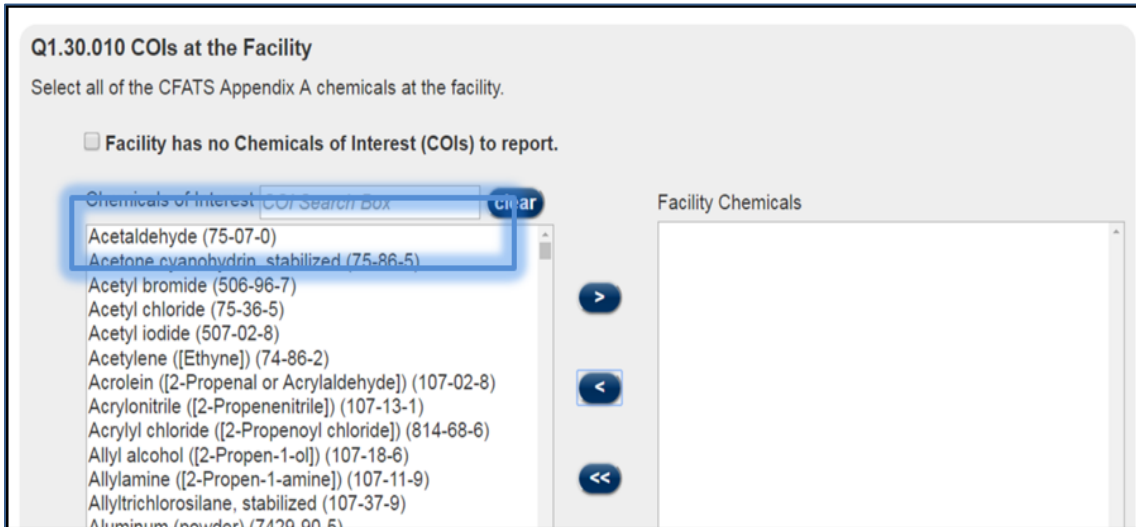 Q1.30.010 COIs at the Facility
Select all of the CFATS Appendix A chemicals at the facility.
Facility has no Chemicals of Interest (COIs) to report.
Chemicals of Interest COI Search Box clear
Facility Chemicals
Acetaldehyde (75-07-0)
Acetone cyanohydrin, stabilized (75-86-5)
Acetyl bromide (506-96-7)
Acetyl chloride (75-36-5)
Acetyl iodide (507-02-8)
Acetylene ([Ethyne]) (74-86-2)
Acrolein ([2-Propenal or Acrylaldehyde]) (107-02-8)
Acrylonitrile ([2-Propenenitrile]) (107-13-1)
Acrylyl chloride ([2-Propenoyl chloride]) (814-68-6)
Allyl alcohol ([2-Propen-1-ol]) (107-18-6)
Allylamine ([2-Propen-1-amine]) (107-11-9)
Allyltrichlorosilane, stabilized (107-37-9)
Aluminum (powder) (7429-90-5)
>
<
<<